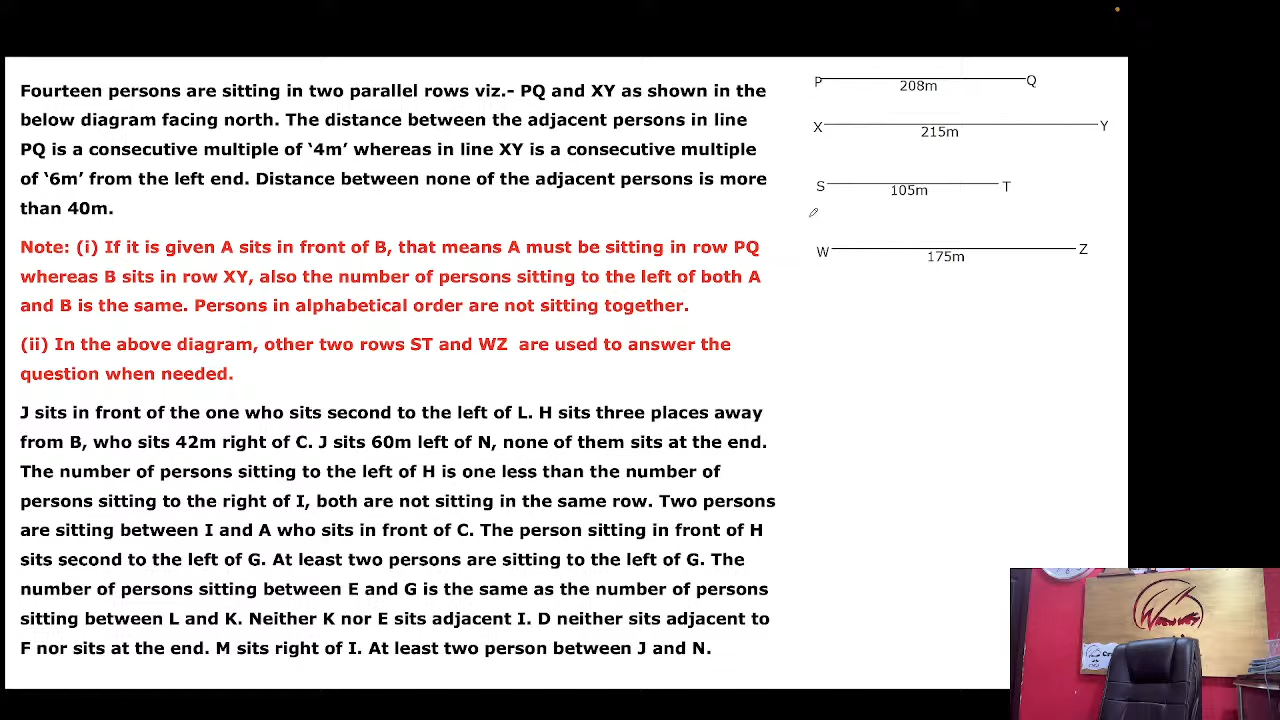 Fourteen persons are sitting in two parallel rows viz.- PQ and XY as shown in the
below diagram facing north. The distance between the adjacent persons in line
PQ is a consecutive multiple of ‘4m’ whereas in line XY is a consecutive multiple
of ‘6m’ from the left end. Distance between none of the adjacent persons is more
than 40m.
Note: (i) If it is given A sits in front of B, that means A must be sitting in row PQ
whereas B sits in row XY, also the number of persons sitting to the left of both A
and B is the same. Persons in alphabetical order are not sitting together.
(ii) In the above diagram, other two rows ST and WZ are used to answer the
question when needed.
J sits in front of the one who sits second to the left of L. H sits three places away
from B, who sits 42m right of C. J sits 60m left of N, none of them sits at the end.
The number of persons sitting to the left of H is one less than the number of
persons sitting to the right of I, both are not sitting in the same row. Two persons
are sitting between I and A who sits in front of C. The person sitting in front of H
sits second to the left of G. At least two persons are sitting to the left of G. The
number of persons sitting between E and G is the same as the number of persons
sitting between L and K. Neither K nor E sits adjacent I. D neither sits adjacent to
F nor sits at the end. M sits right of I. At least two person between J and N.
P Q
208m
X Y
215m
S T
105m
W Z
175m